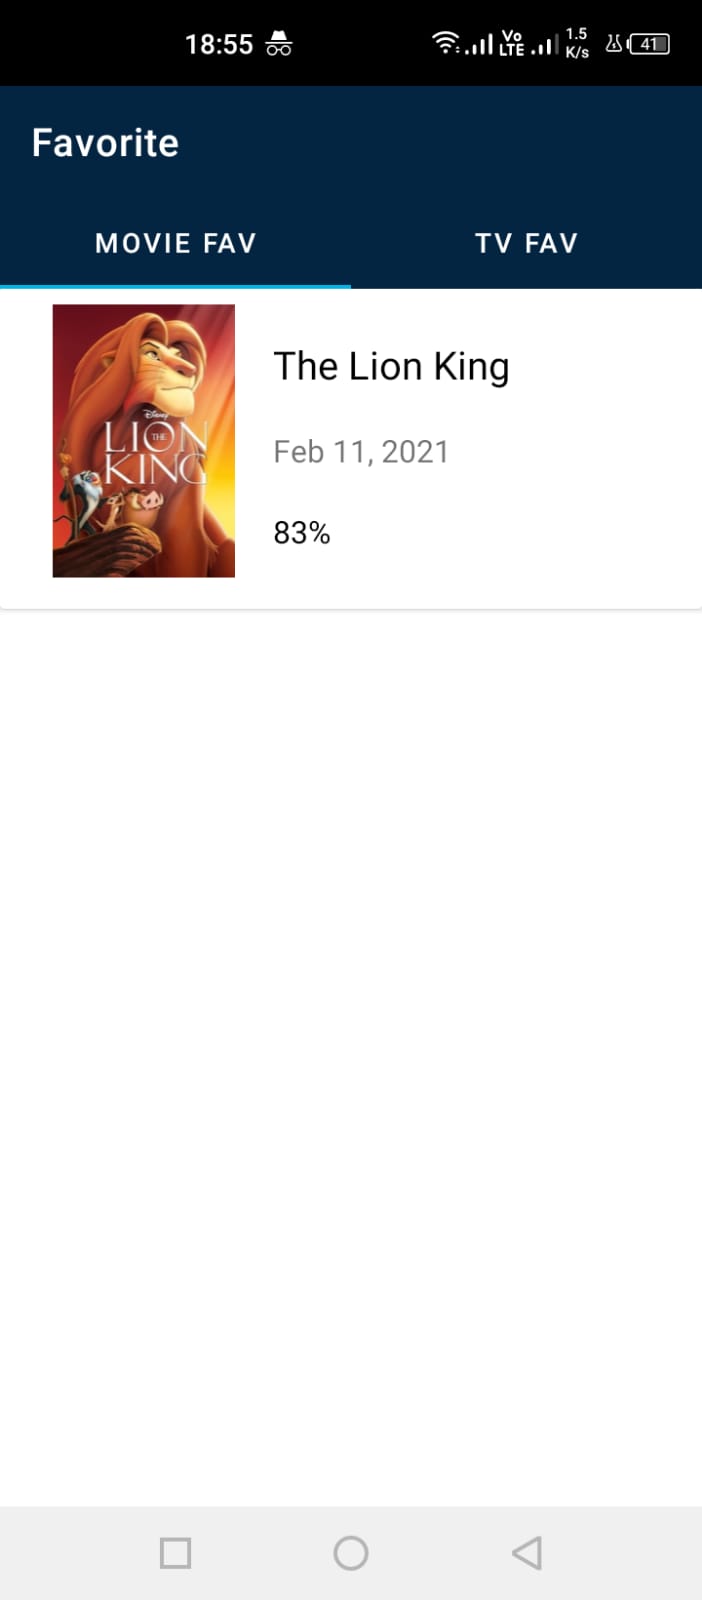 18:55
Vo
LTE
1.5
K/s
41
Favorite
MOVIE FAV
TV FAV
Disney
THE
LION
KING
The Lion King
Feb 11, 2021
83%